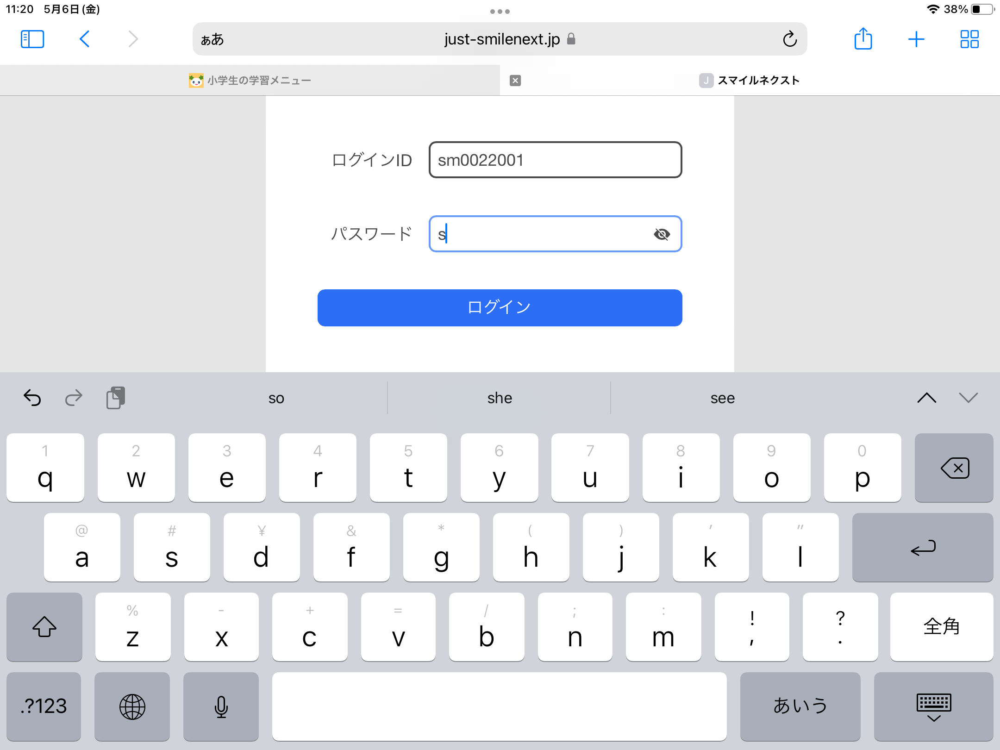 11:20 5月6日(金)
38%
ぁあ
just-smilenext.jp
小学生の学習メニュー
J スマイルネクスト
ログインID
sm0022001
パスワード
s
ログイン
so she see
1 2 3 4 5 6 7 8 9 0
q w e r t y u i o p
@ # ¥ & * ( ) ' "
a s d f g h j k l
% - + = / ; : ! ?
z x c v b n m , . 全角
.?123 あいう